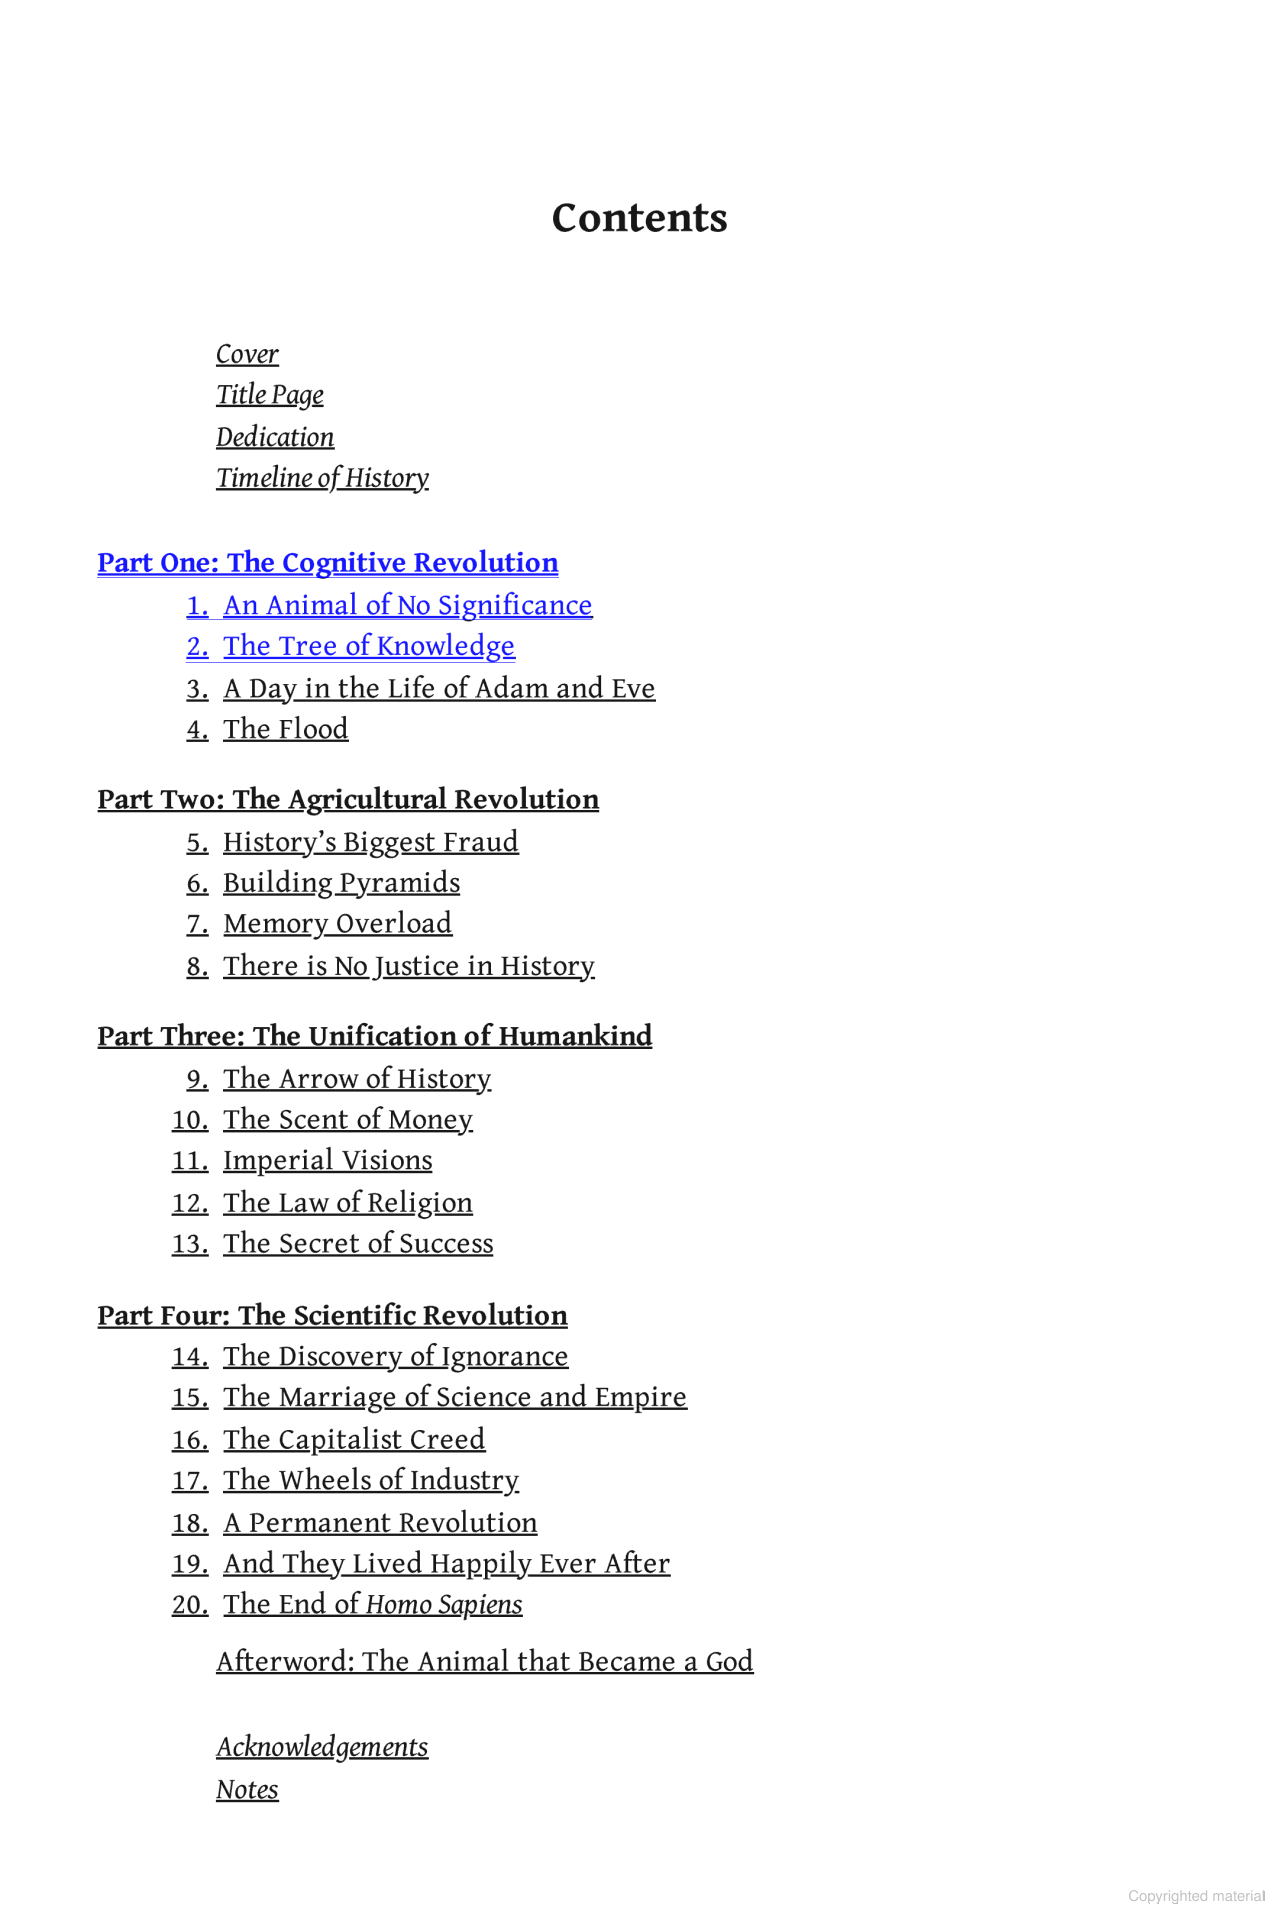 Contents
Cover
Title Page
Dedication
Timeline of History
Part One: The Cognitive Revolution
1. An Animal of No Significance
2. The Tree of Knowledge
3. A Day in the Life of Adam and Eve
4. The Flood
Part Two: The Agricultural Revolution
5. History’s Biggest Fraud
6. Building Pyramids
7. Memory Overload
8. There is No Justice in History
Part Three: The Unification of Humankind
9. The Arrow of History
10. The Scent of Money
11. Imperial Visions
12. The Law of Religion
13. The Secret of Success
Part Four: The Scientific Revolution
14. The Discovery of Ignorance
15. The Marriage of Science and Empire
16. The Capitalist Creed
17. The Wheels of Industry
18. A Permanent Revolution
19. And They Lived Happily Ever After
20. The End of Homo Sapiens
Afterword: The Animal that Became a God
Acknowledgements
Notes
Copyrighted material